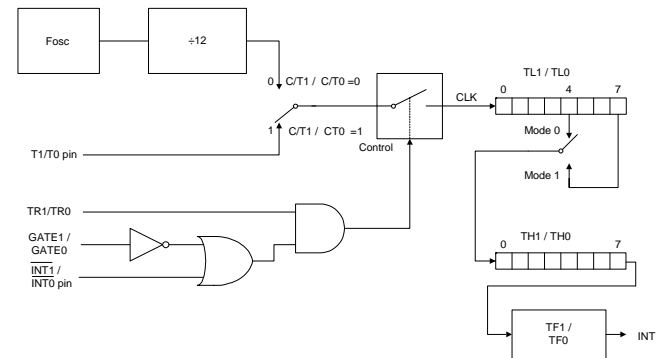 Fosc
÷12
0 C/T1 / C/T0 =0
1 C/T1 / CT0 =1
T1/T0 pin
Control
CLK
TL1 / TL0
0 4 7
Mode 0
Mode 1
TR1/TR0
GATE1 /
GATE0
INT1 /
INT0 pin
TH1 / TH0
0 7
TF1 /
TF0
INT